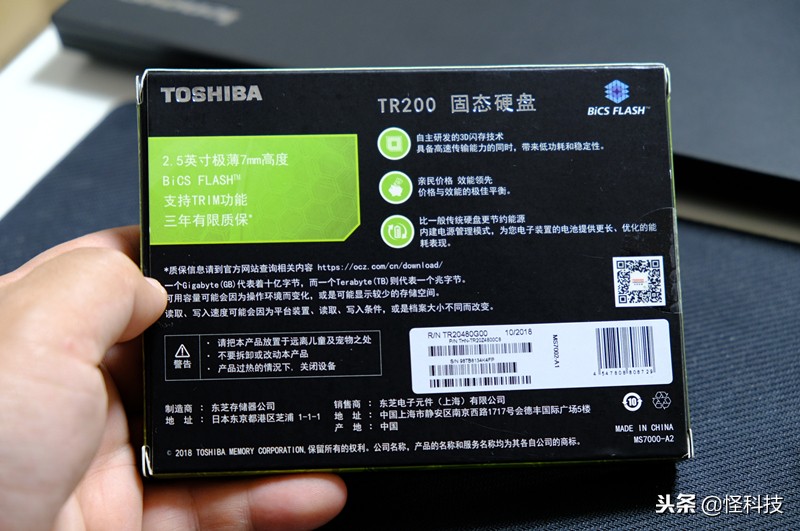 TOSHIBA
TR200 固态硬盘
BiCS FLASH™
2.5英寸极薄7mm高度
BiCS FLASH™
支持TRIM功能
三年有限质保*
自主研发的3D闪存技术
具备高速传输能力的同时，带来低功耗和稳定性。
亲民价格 效能领先
价格与效能的极佳平衡。
比一般传统硬盘更节约能源
内建电源管理模式，为您电子装置的电池提供更长、优化的能
耗表现。
*质保信息请到官方网站查询相关内容 https://ocz.com/cn/download/
一个Gigabyte(GB)代表着十亿字节，而一个Terabyte(TB)则代表一个兆字节。
可用容量可能会因为操作环境而变化，或是可能显示较少的存储空间。
读取、写入速度可能会因为平台装置、读取、写入条件，或是档案大小不同而改变。
警告
· 请把本产品放置于远离儿童及宠物之处
· 不要拆卸或改动本产品
· 产品过热的情况下，关闭设备
R/N TR20480G00 10/2018
P/N: THN-TR20Z4800C8
MS7002-A1
4 547808 806729
制造商： 东芝存储器公司
地 址： 日本东京都港区芝浦 1-1-1
销售商： 东芝电子元件（上海）有限公司
地 址： 中国上海市静安区南京西路1717号会德丰国际广场5楼
产 地： 中国
10
MADE IN CHINA
MS7000-A2
© 2018 TOSHIBA MEMORY CORPORATION.保留所有的权利。公司名称、产品的名称和服务名称均为其各自公司的商标。
头条 @怪科技